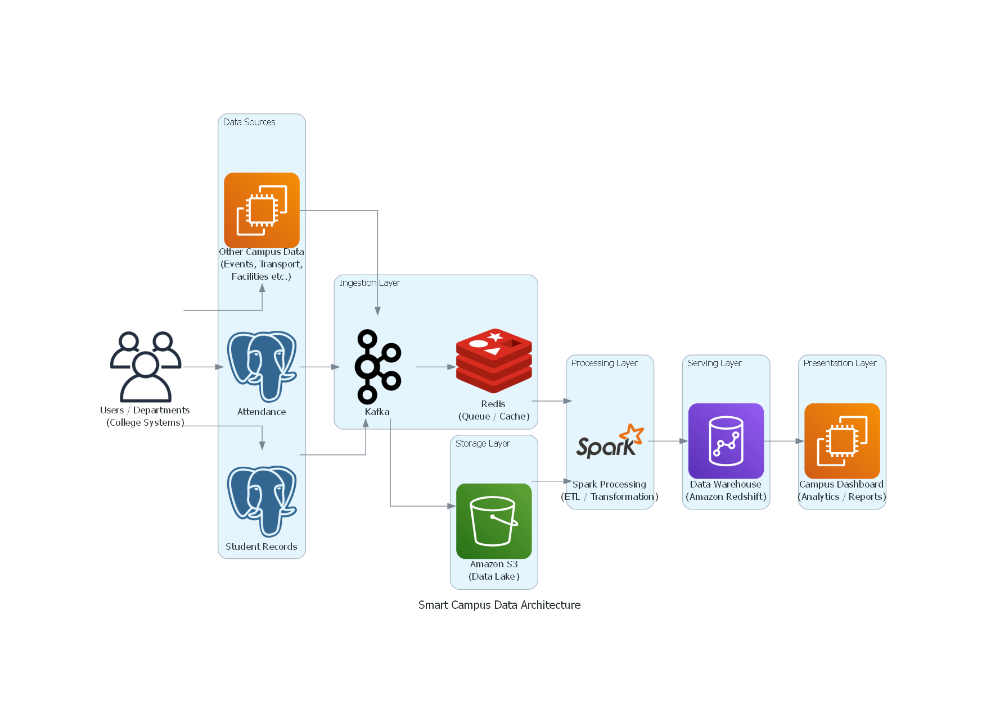 Data Sources
Other Campus Data
(Events, Transport,
Facilities etc.)
Users / Departments
(College Systems)
Attendance
Student Records
Ingestion Layer
Kafka
Redis
(Queue / Cache)
Storage Layer
Amazon S3
(Data Lake)
Processing Layer
Spark
Spark Processing
(ETL / Transformation)
Serving Layer
Data Warehouse
(Amazon Redshift)
Presentation Layer
Campus Dashboard
(Analytics / Reports)
Smart Campus Data Architecture